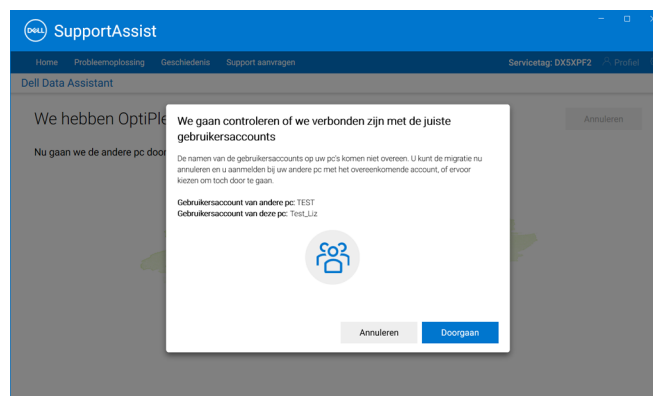 DELL SupportAssist
Home Probleemoplossing Geschiedenis Support aanvragen Servicetag: DX5XPF2 Profiel
Dell Data Assistant
We hebben OptiPle
Annuleren
Nu gaan we de andere pc door
We gaan controleren of we verbonden zijn met de juiste
gebruikersaccounts
De namen van de gebruikersaccounts op uw pc's komen niet overeen. U kunt de migratie nu
annuleren en u aanmelden bij uw andere pc met het overeenkomende account, of ervoor
kiezen om toch door te gaan.
Gebruikersaccount van andere pc: TEST
Gebruikersaccount van deze pc: Test_Liz
Annuleren Doorgaan